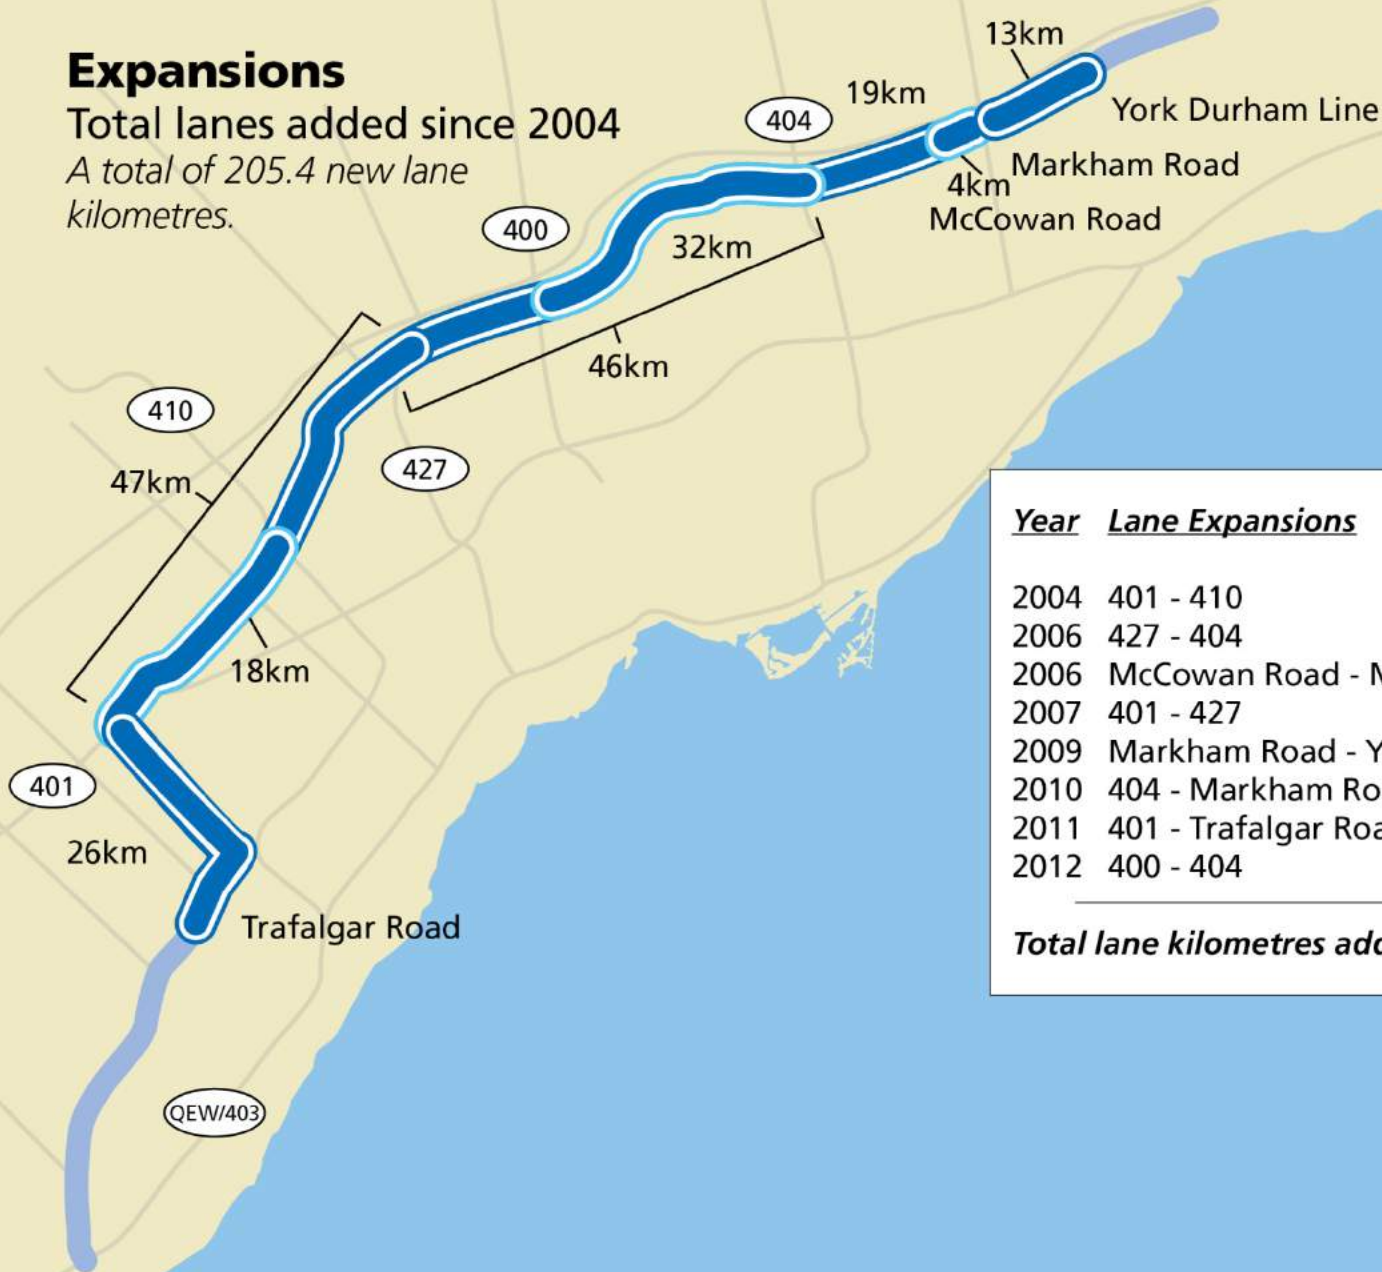 Expansions
Total lanes added since 2004
A total of 205.4 new lane
kilometres.
13km
19km
404
York Durham Line
Markham Road
4km
McCowan Road
400
32km
46km
410
427
47km
18km
401
26km
Trafalgar Road
QEW/403
Year Lane Expansions
2004 401 - 410
2006 427 - 404
2006 McCowan Road -
2007 401 - 427
2009 Markham Road -
2010 404 - Markham
2011 401 - Trafalgar
2012 400 - 404
Total lane kilometres